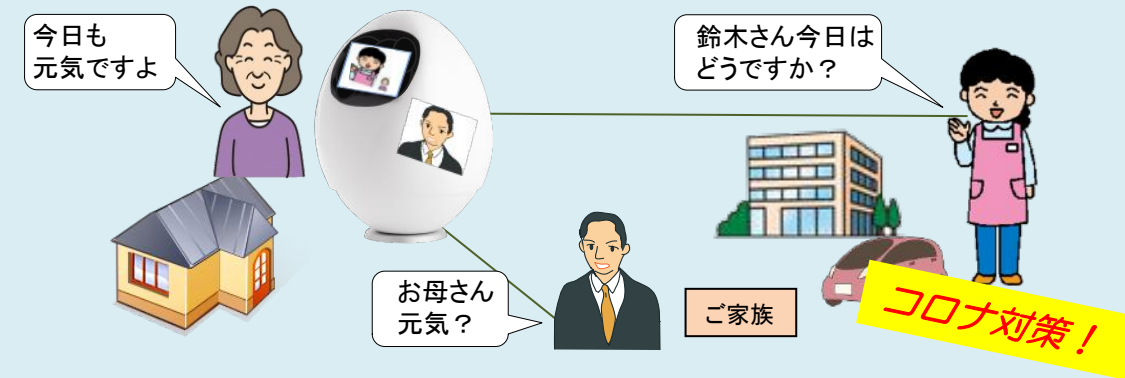 今日も
元気ですよ
鈴木さん今日は
どうですか？
お母さん
元気？
ご家族
コロナ対策！